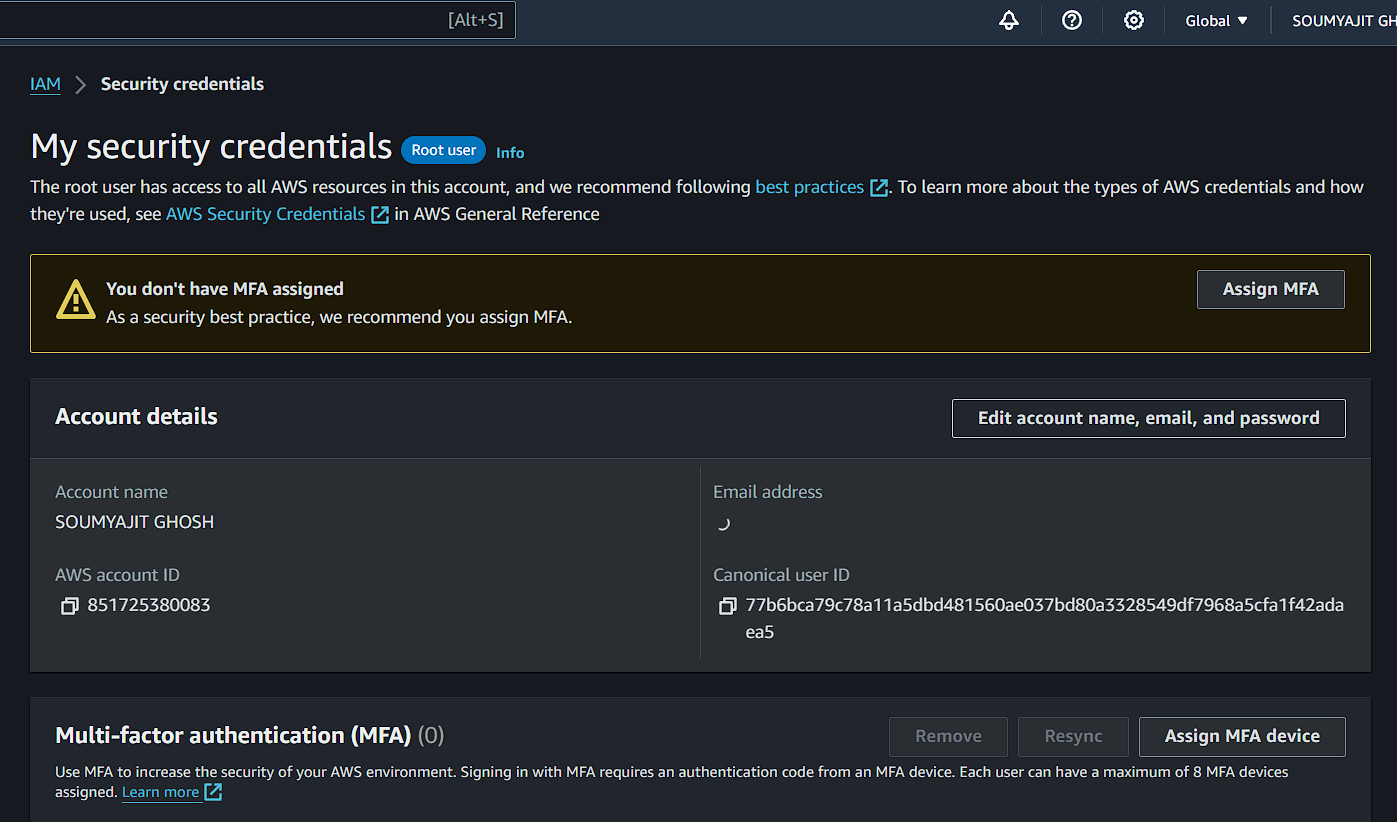 [Alt+S]
Global ▼
SOUMYAJIT GH
IAM > Security credentials
My security credentials Root user Info
The root user has access to all AWS resources in this account, and we recommend following best practices. To learn more about the types of AWS credentials and how
they're used, see AWS Security Credentials in AWS General Reference
You don't have MFA assigned
As a security best practice, we recommend you assign MFA.
Assign MFA
Account details
Edit account name, email, and password
Account name
SOUMYAJIT GHOSH
Email address
AWS account ID
851725380083
Canonical user ID
77b6bca79c78a11a5dbd481560ae037bd80a3328549df7968a5cfa1f42ada
ea5
Multi-factor authentication (MFA) (0)
Remove
Resync
Assign MFA device
Use MFA to increase the security of your AWS environment. Signing in with MFA requires an authentication code from an MFA device. Each user can have a maximum of 8 MFA devices
assigned. Learn more